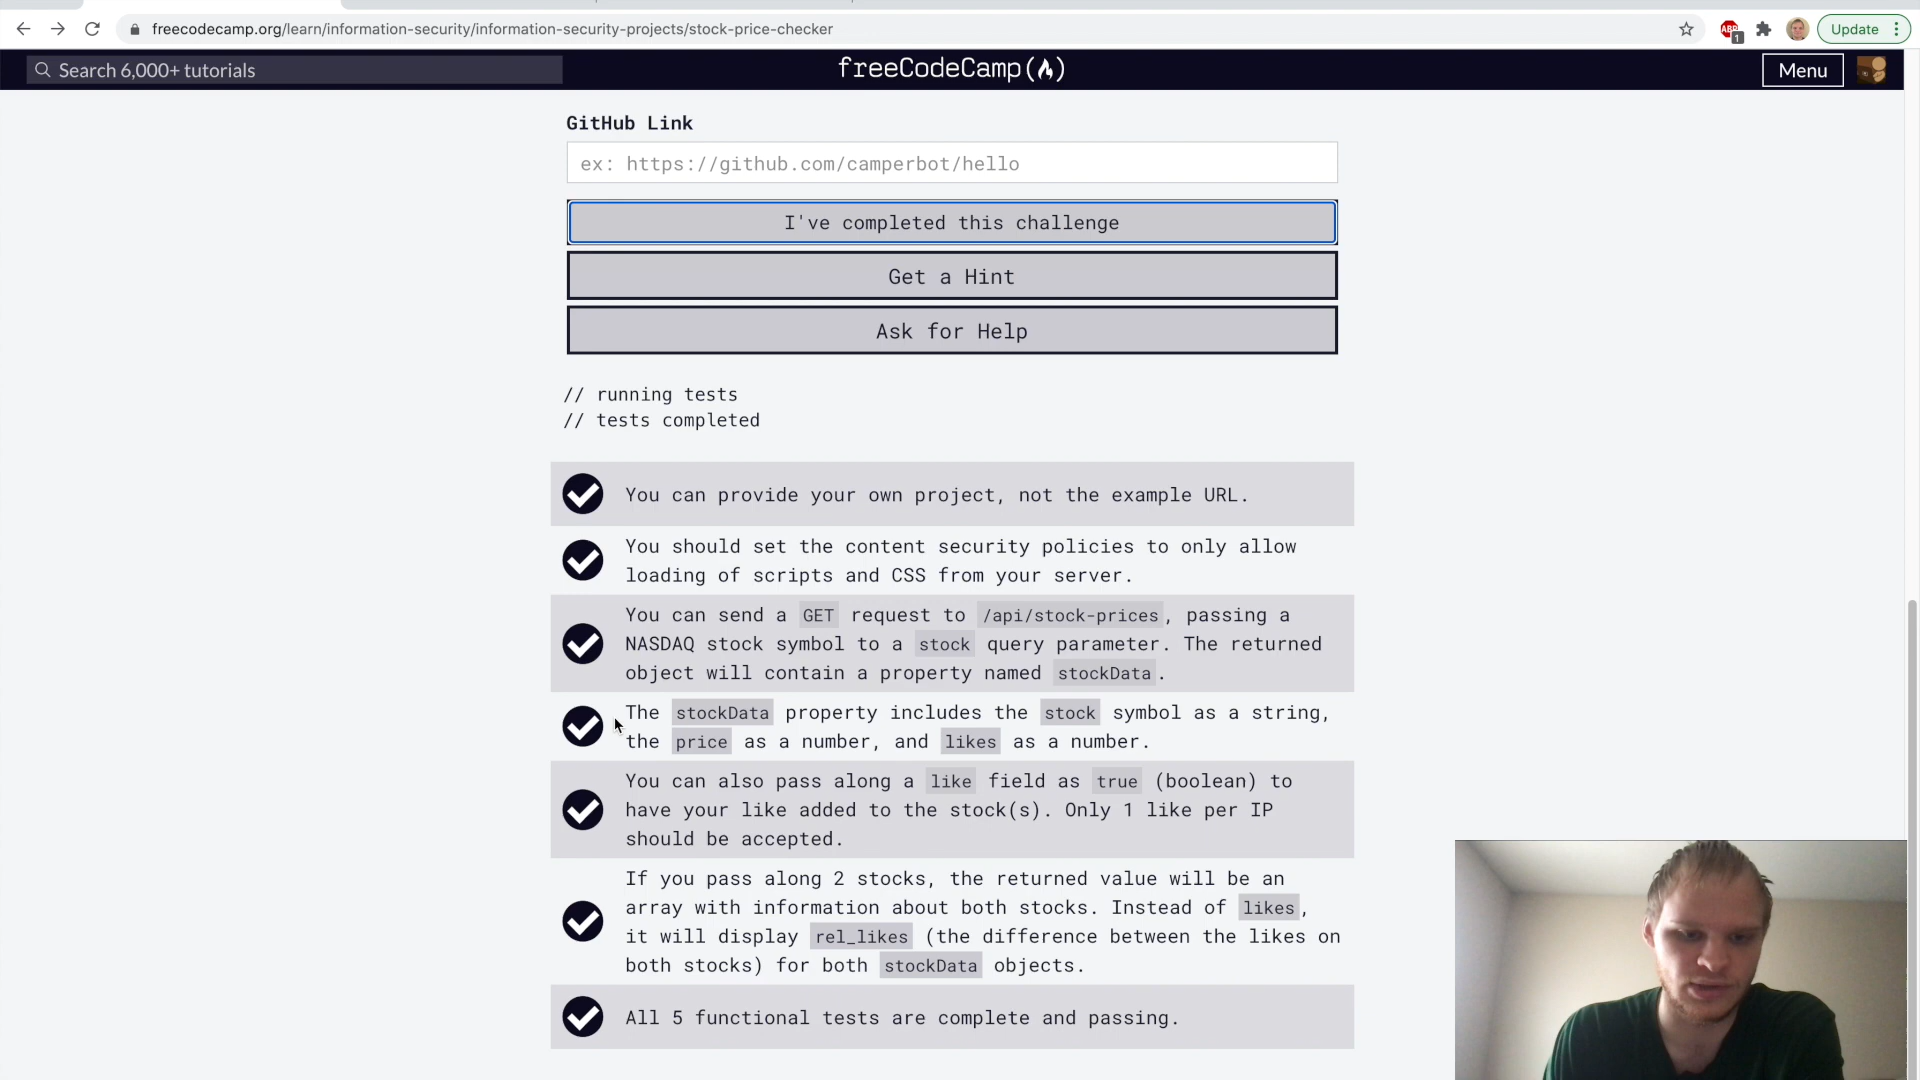 freecodecamp.org/learn/information-security/information-security-projects/stock-price-checker
ABP
1
Update
Search 6,000+ tutorials
freeCodeCamp
Menu
GitHub Link
ex: https://github.com/camperbot/hello
I've completed this challenge
Get a Hint
Ask for Help
// running tests
// tests completed
You can provide your own project, not the example URL.
You should set the content security policies to only allow
loading of scripts and CSS from your server.
You can send a GET request to /api/stock-prices, passing a
NASDAQ stock symbol to a stock query parameter. The returned
object will contain a property named stockData.
The stockData property includes the stock symbol as a string,
the price as a number, and likes as a number.
You can also pass along a like field as true (boolean) to
have your like added to the stock(s). Only 1 like per IP
should be accepted.
If you pass along 2 stocks, the returned value will be an
array with information about both stocks. Instead of likes,
it will display rel_likes (the difference between the likes on
both stocks) for both stockData objects.
All 5 functional tests are complete and passing.